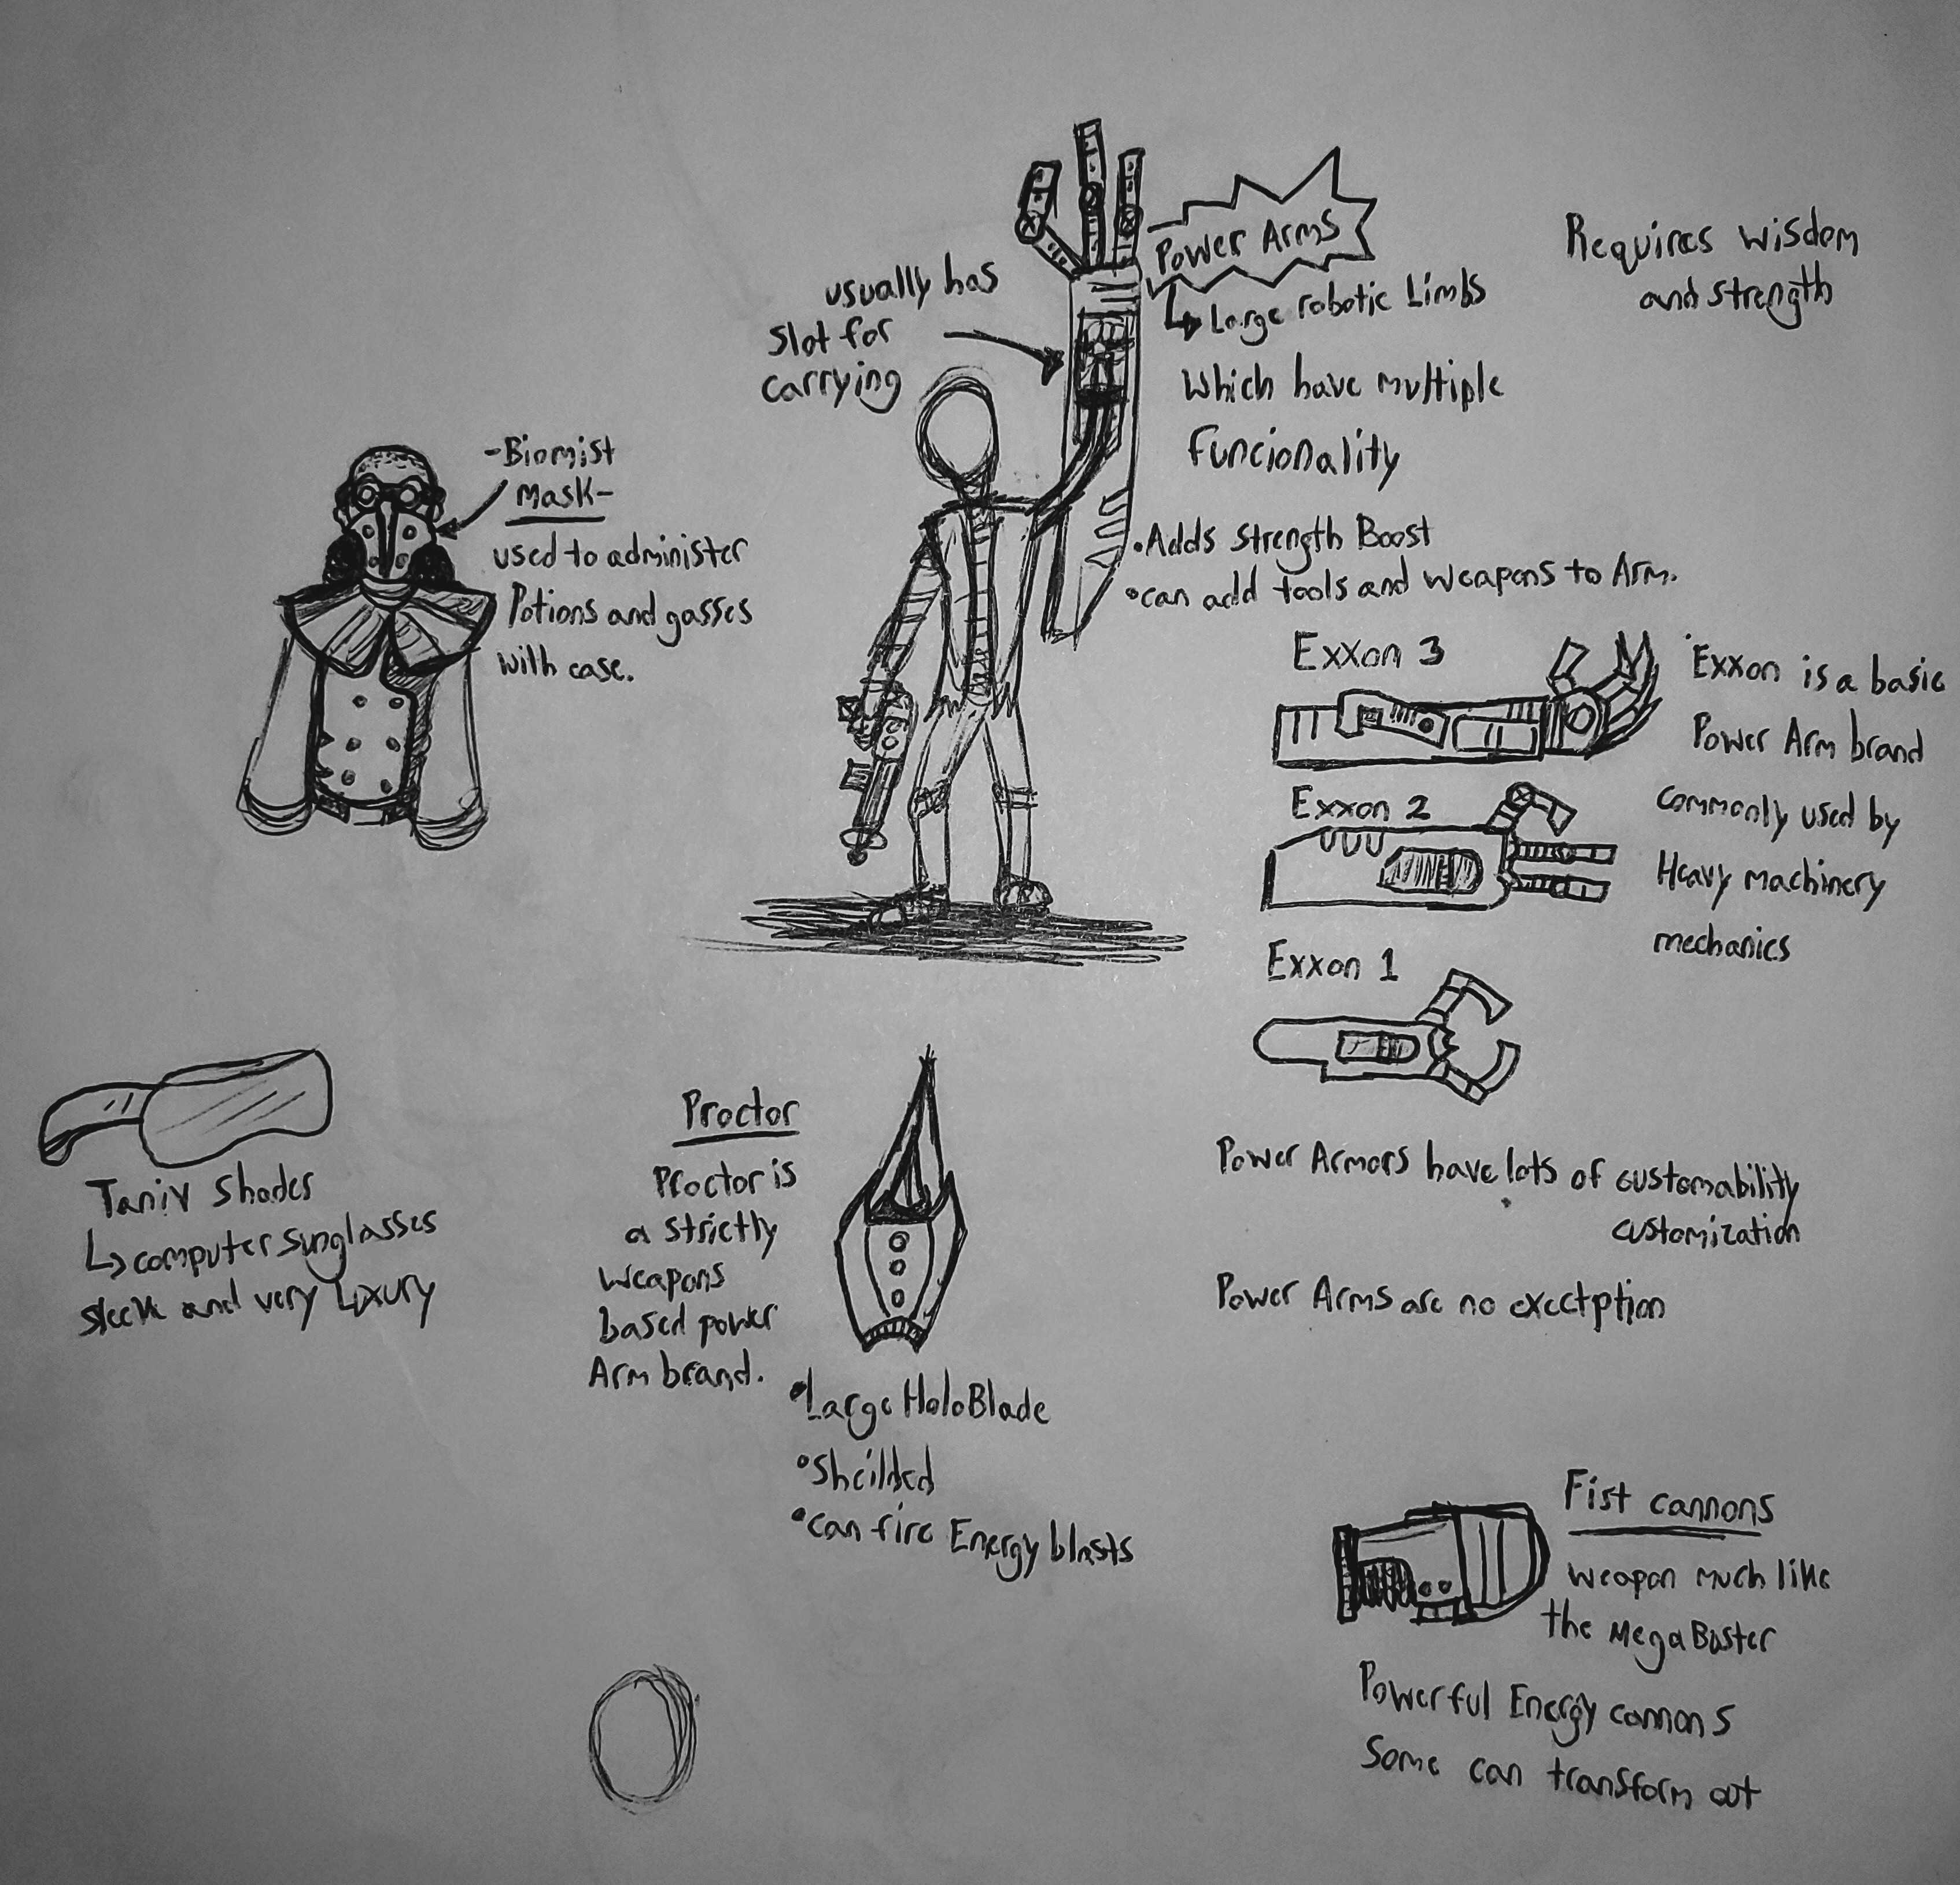 Power Arms
↳ Large robotic Limbs
which have multiple
Funcionality
• Adds Strength Boost
• can add tools and weapons to Arm.
Requires wisdom
and strength
usually has
slot for
carrying
-Biomist
Mask-
used to administer
Potions and gasses
with ease.
Exxon 3
Exxon 2
Exxon 1
Exxon is a basic
Power Arm brand
commonly used by
Heavy machinery
mechanics
Power Armors have lots of customability
customization
Power Arms are no exectption
Taniv Shades
↳ computer sunglasses
sleek and very Luxury
Proctor
Proctor is
a strictly
weapons
based power
Arm brand.
• Large HoloBlade
• Sheilded
• can fire Energy blasts
Fist cannons
weapon much like
the MegaBuster
Powerful Energy cannons
Some can transform out